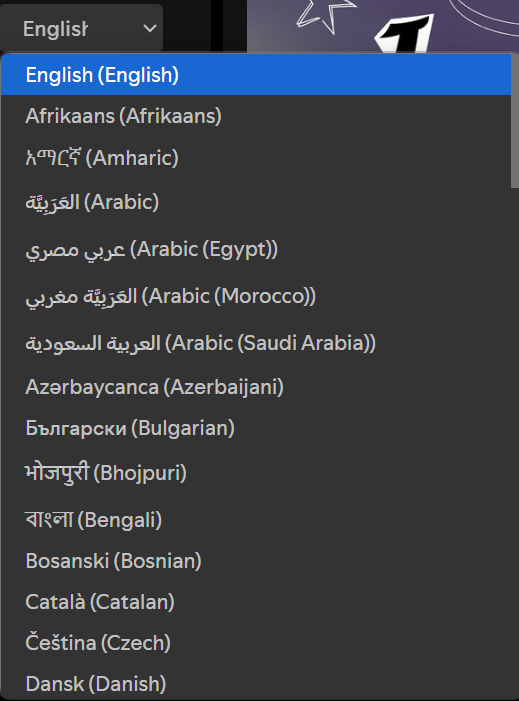 English
English (English)
Afrikaans (Afrikaans)
አማርኛ (Amharic)
العَرَبِيَّة (Arabic)
عربي مصري (Arabic (Egypt))
العَرَبِيَّة مغربي (Arabic (Morocco))
العربية السعودية (Arabic (Saudi Arabia))
Azərbaycanca (Azerbaijani)
Български (Bulgarian)
भोजपुरी (Bhojpuri)
বাংলা (Bengali)
Bosanski (Bosnian)
Català (Catalan)
Čeština (Czech)
Dansk (Danish)